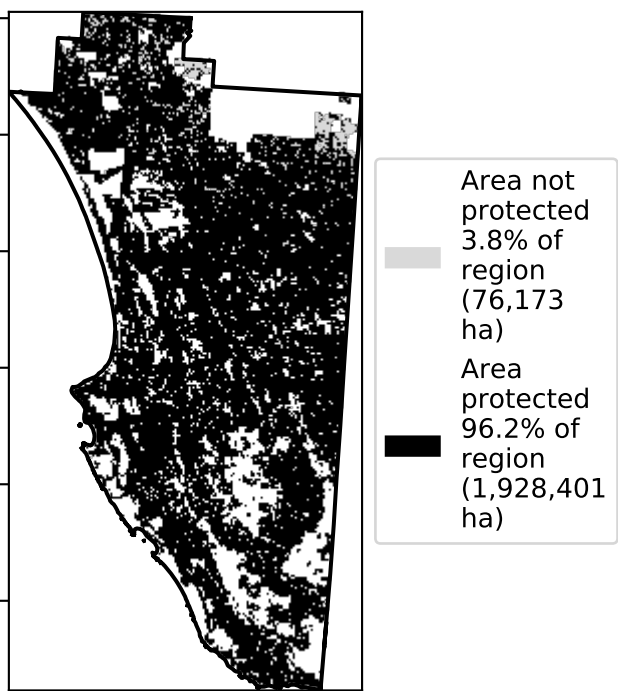 Area not
protected
3.8% of
region
(76,173
ha)
Area
protected
96.2% of
region
(1,928,401
ha)